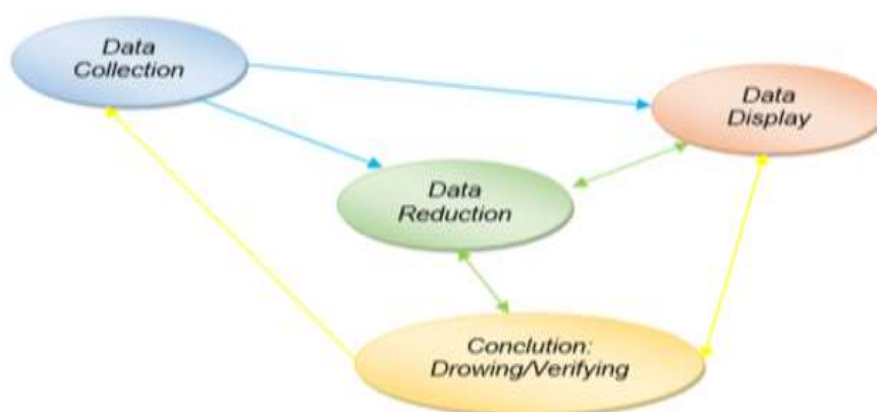 Data
Collection
Data
Display
Data
Reduction
Conclution:
Drowing/Verifying